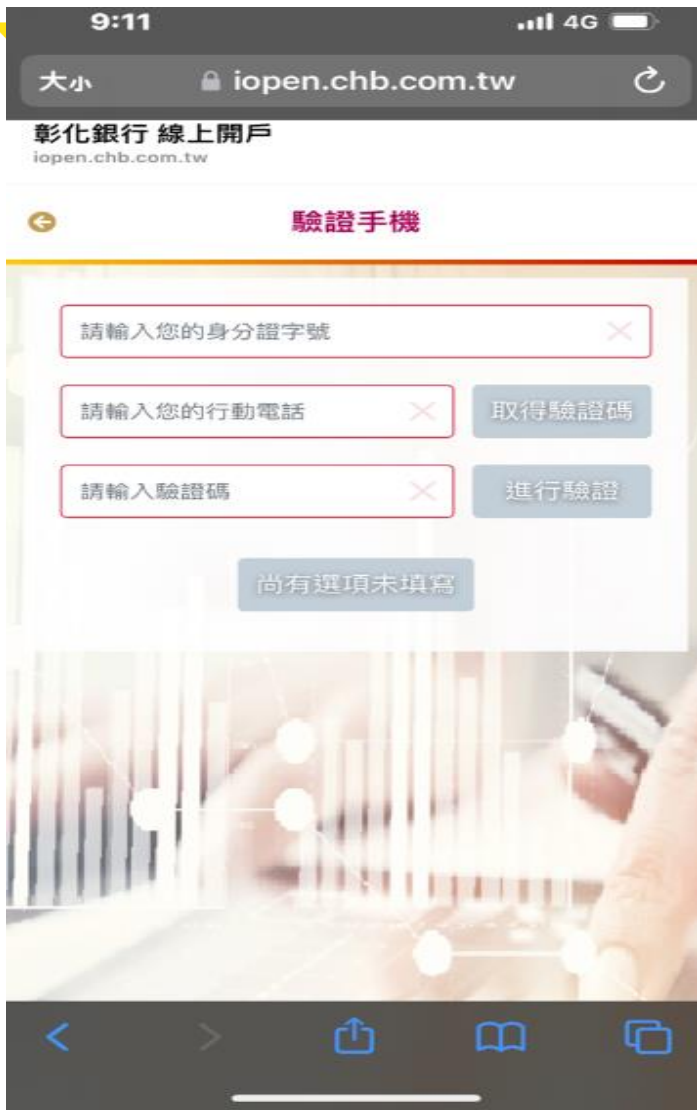 9:11 4G
大小 iopen.chb.com.tw
彰化銀行 線上開戶
iopen.chb.com.tw
驗證手機
請輸入您的身分證字號
請輸入您的行動電話 取得驗證碼
請輸入驗證碼 進行驗證
尚有選項未填寫